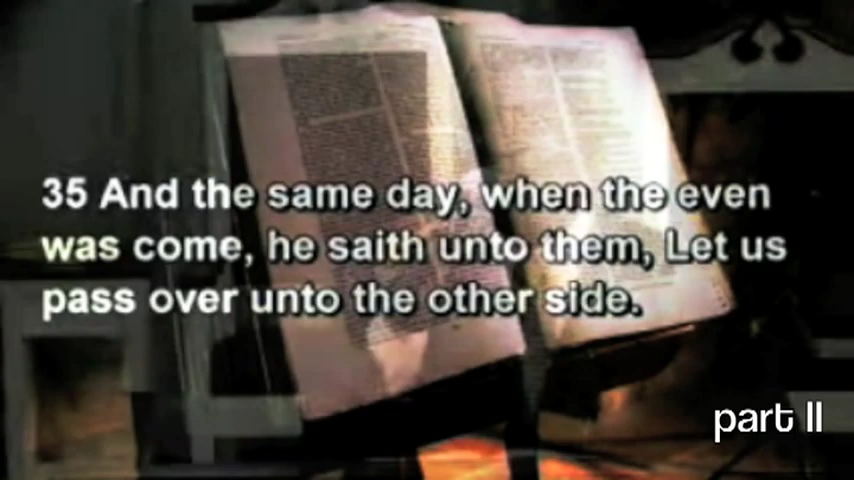 35 And the same day, when the even
was come, he saith unto them, Let us
pass over unto the other side.
part II